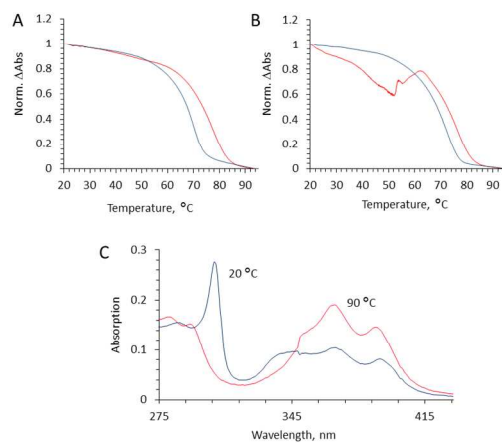 A
B
Norm. ΔAbs
1.2
1
0.8
0.6
0.4
0.2
0
20 30 40 50 60 70 80 90
Temperature, °C
Norm. ΔAbs
1.2
1
0.8
0.6
0.4
0.2
0
20 30 40 50 60 70 80 90
Temperature, °C
C
Absorption
0.3
0.2
0.1
0
20 °C
90 °C
275 345 415
Wavelength, nm